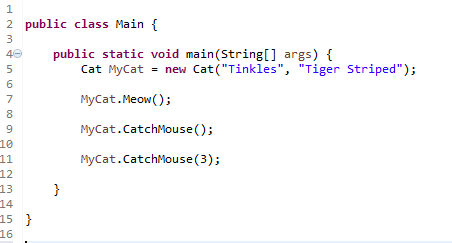 1
2 public class Main {
3
4 public static void main(String[] args) {
5 Cat MyCat = new Cat("Tinkles", "Tiger Striped");
6
7 MyCat.Meow();
8
9 MyCat.CatchMouse();
10
11 MyCat.CatchMouse(3);
12
13 }
14
15 }
16